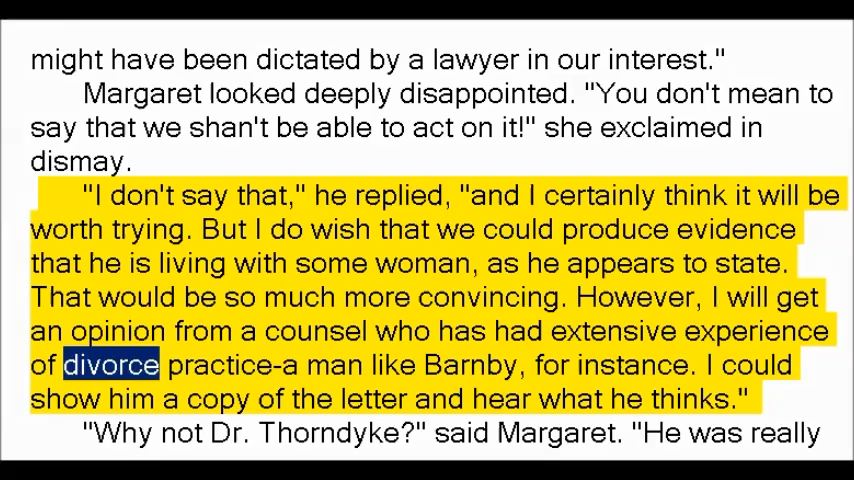 might have been dictated by a lawyer in our interest."
Margaret looked deeply disappointed. "You don't mean to
say that we shan't be able to act on it!" she exclaimed in
dismay.
"I don't say that," he replied, "and I certainly think it will be
worth trying. But I do wish that we could produce evidence
that he is living with some woman, as he appears to state.
That would be so much more convincing. However, I will get
an opinion from a counsel who has had extensive experience
of divorce practice-a man like Barnby, for instance. I could
show him a copy of the letter and hear what he thinks."
"Why not Dr. Thorndyke?" said Margaret. "He was really